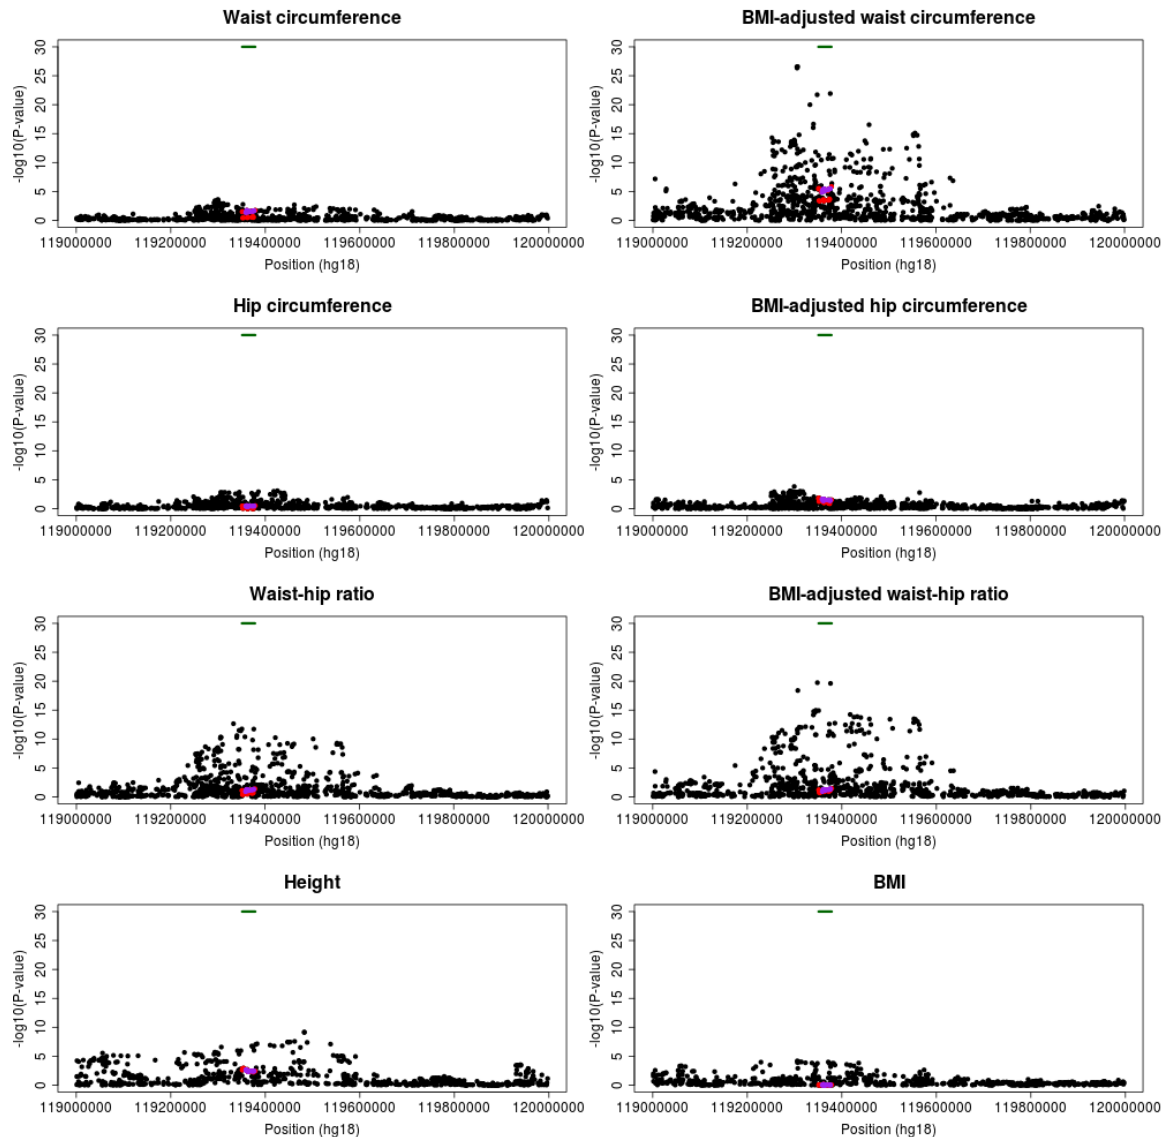 Waist circumference
-log10(P-value)
0 5 10 15 20 25 30
119000000 119200000 119400000 119600000 119800000 120000000
Position (hg18)
BMI-adjusted waist circumference
-log10(P-value)
0 5 10 15 20 25 30
119000000 119200000 119400000 119600000 119800000 120000000
Position (hg18)
Hip circumference
-log10(P-value)
0 5 10 15 20 25 30
119000000 119200000 119400000 119600000 119800000 120000000
Position (hg18)
BMI-adjusted hip circumference
-log10(P-value)
0 5 10 15 20 25 30
119000000 119200000 119400000 119600000 119800000 120000000
Position (hg18)
Waist-hip ratio
-log10(P-value)
0 5 10 15 20 25 30
119000000 119200000 119400000 119600000 119800000 120000000
Position (hg18)
BMI-adjusted waist-hip ratio
-log10(P-value)
0 5 10 15 20 25 30
119000000 119200000 119400000 119600000 119800000 120000000
Position (hg18)
Height
-log10(P-value)
0 5 10 15 20 25 30
119000000 119200000 119400000 119600000 119800000 120000000
Position (hg18)
BMI
-log10(P-value)
0 5 10 15 20 25 30
119000000 119200000 119400000 119600000 119800000 120000000
Position (hg18)